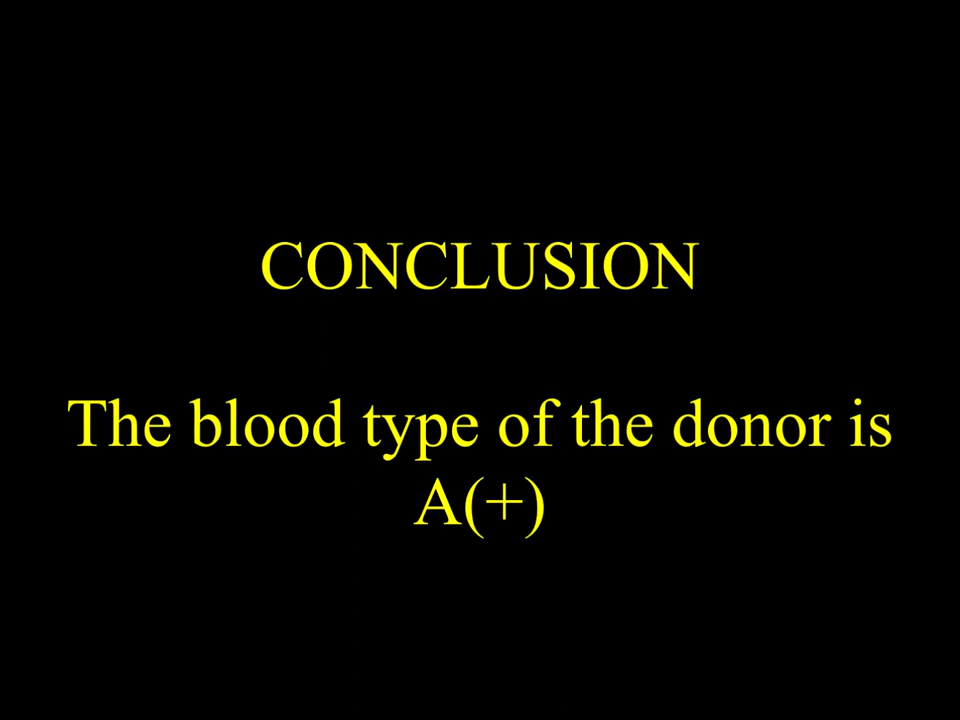 CONCLUSION
The blood type of the donor is
A(+)